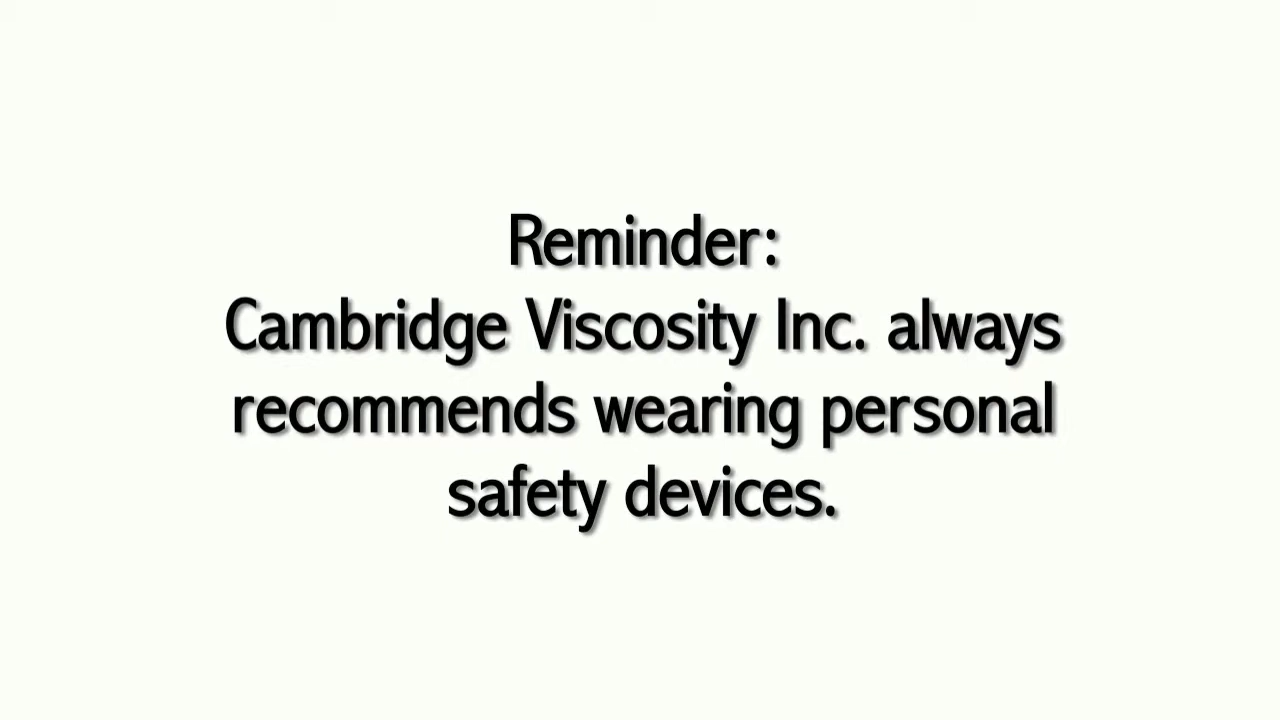 Reminder:
Cambridge Viscosity Inc. always
recommends wearing personal
safety devices.